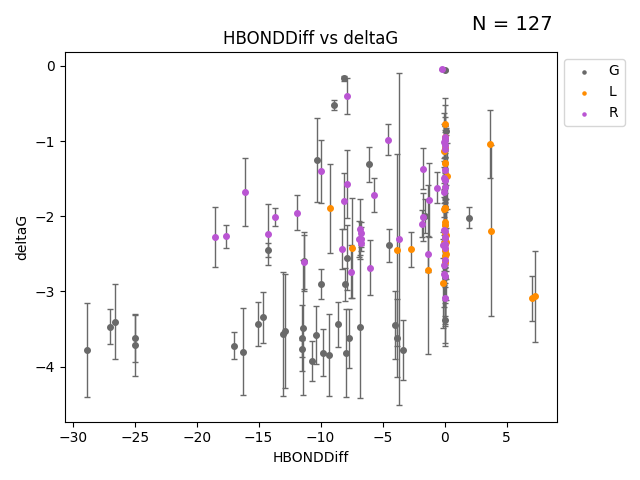 N = 127
HBONDDiff vs deltaG
G
L
R
0
−1
−2
−3
−4
deltaG
−30
−25
−20
−15
−10
−5
0
5
HBONDDiff